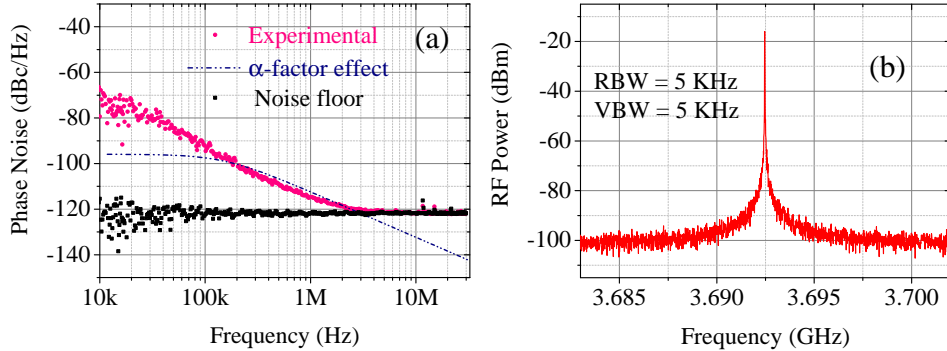 -40
-60
-80
-100
-120
-140
Phase Noise (dBc/Hz)
Experimental
(a)
α-factor effect
Noise floor
10k
100k
1M
10M
Frequency (Hz)
-20
-40
-60
-80
-100
RF Power (dBm)
(b)
RBW = 5 KHz
VBW = 5 KHz
3.685
3.690
3.695
3.700
Frequency (GHz)